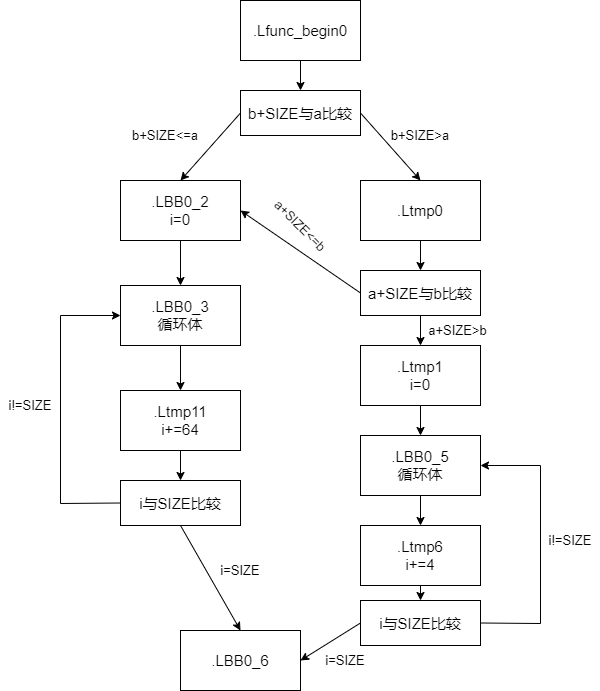 .Lfunc_begin0
b+SIZE与a比较
b+SIZE<=a
b+SIZE>a
.LBB0_2
i=0
.Ltmp0
a+SIZE<=b
a+SIZE与b比较
.LBB0_3
循环体
a+SIZE>b
.Ltmp1
i=0
i!=SIZE
.Ltmp11
i+=64
.LBB0_5
循环体
i与SIZE比较
.Ltmp6
i+=4
i!=SIZE
i=SIZE
i与SIZE比较
.LBB0_6
i=SIZE